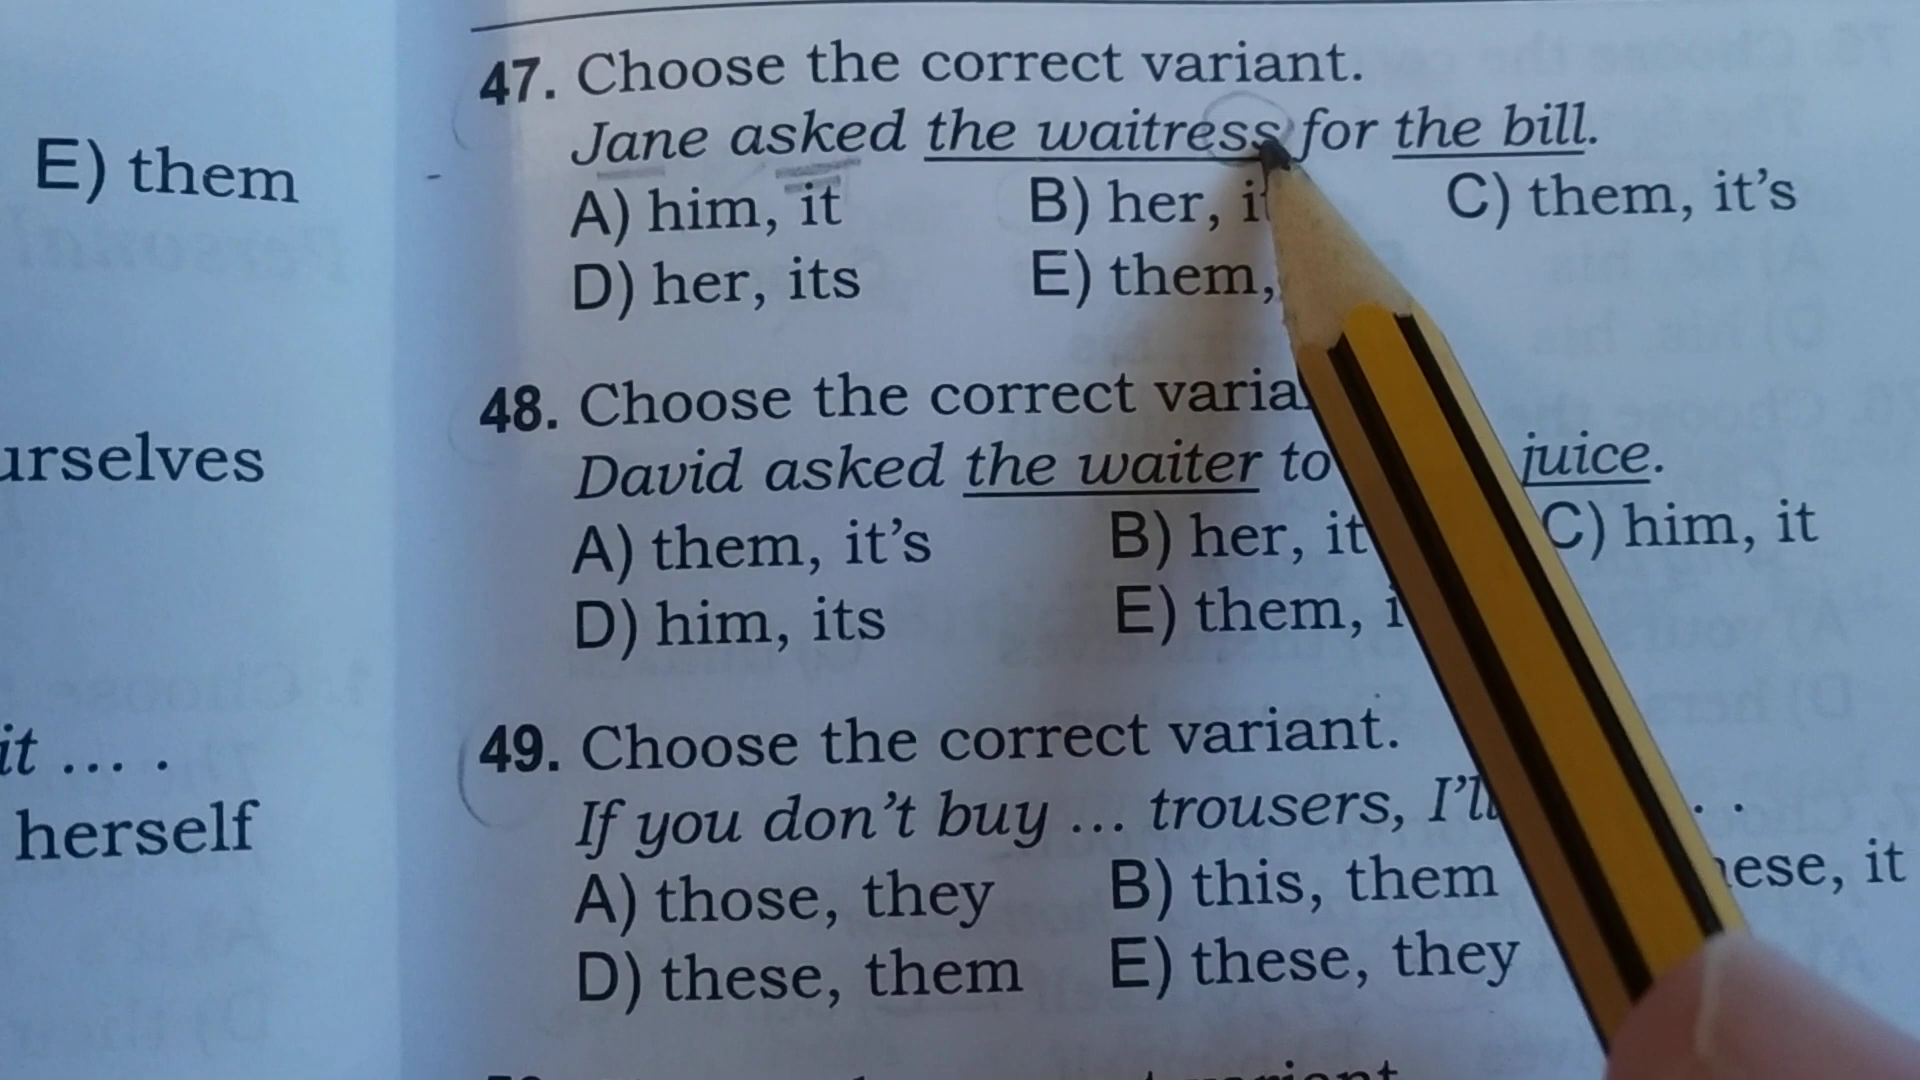 E) them
urselves
it ... .
herself
47. Choose the correct variant.
Jane asked the waitress for the bill.
A) him, it B) her, it C) them, it's
D) her, its E) them,
48. Choose the correct
David asked the waiter to juice.
A) them, it's B) her, it C) him, it
D) him, its E) them,
49. Choose the correct variant.
If you don't buy ... trousers, I'll . .
A) those, they B) this, them ese, it
D) these, them E) these, they